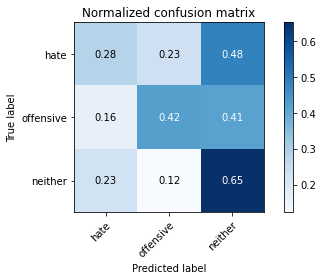 Normalized confusion matrix
hate 0.28 0.23 0.48 0.6
offensive 0.16 0.42 0.41 0.5
neither 0.23 0.12 0.65 0.4
0.3
0.2
hate offensive neither
True label
Predicted label